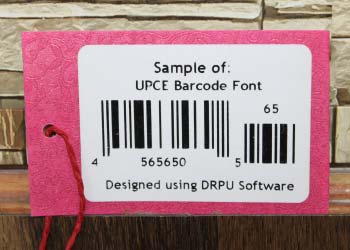 Sample of:
UPCE Barcode Font
65
4 565650 5
Designed using DRPU Software